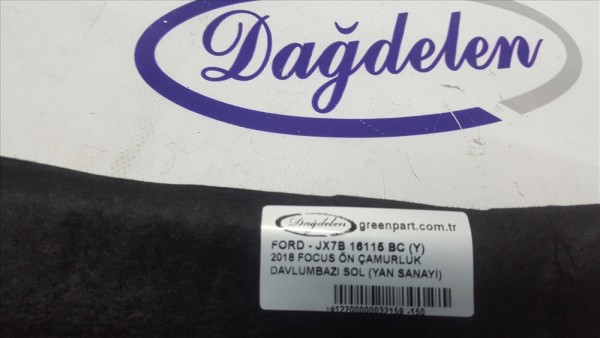 Dağdelen
Dağdelen greenpart.com.tr
FORD - JX7B 16115 BC (Y)
2018 FOCUS ÖN ÇAMURLUK
DAVLUMBAZI SOL (YAN SANAYİ)